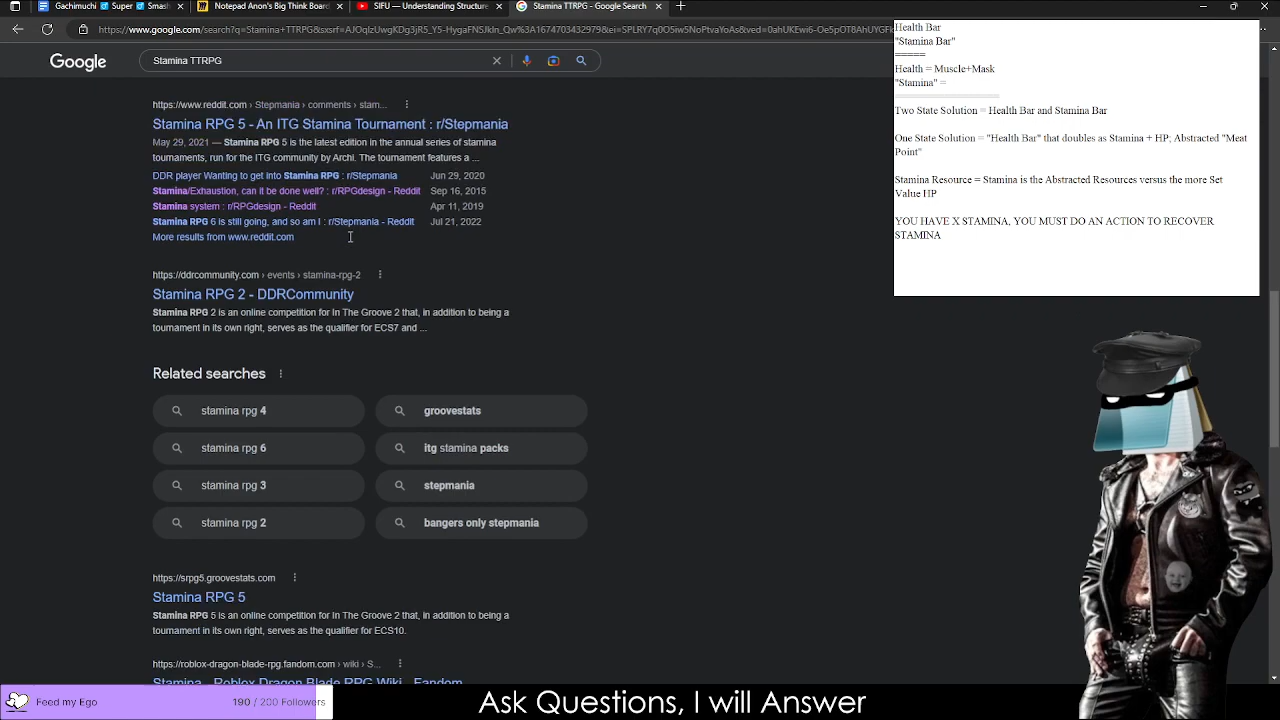 Gachimuchi
Super
Smash
Notepad Anon's Big Think Board
SIFU — Understanding Structure
Stamina TTRPG - Google Search
Google
Stamina TTRPG
https://www.reddit.com › Stepmania › comments › stam...
Stamina RPG 5 - An ITG Stamina Tournament : r/Stepmania
May 29, 2021 — Stamina RPG 5 is the latest edition in the annual series of stamina
tournaments, run for the ITG community by Archi. The tournament features a ...
DDR player Wanting to get into Stamina RPG : r/Stepmania Jun 29, 2020
Stamina/Exhaustion, can it be done well? : r/RPGdesign - Reddit Sep 16, 2015
Stamina system : r/RPGdesign - Reddit Apr 11, 2019
Stamina RPG 6 is still going, and so am I : r/Stepmania - Reddit Jul 21, 2022
More results from www.reddit.com
https://ddrcommunity.com › events › stamina-rpg-2
Stamina RPG 2 - DDRCommunity
Stamina RPG 2 is an online competition for In The Groove 2 that, in addition to being a
tournament in its own right, serves as the qualifier for ECS7 and ...
Related searches
stamina rpg 4
groovestats
stamina rpg 6
itg stamina packs
stamina rpg 3
stepmania
stamina rpg 2
bangers only stepmania
https://srpg5.groovestats.com
Stamina RPG 5
Stamina RPG 5 is an online competition for In The Groove 2 that, in addition to being a
tournament in its own right, serves as the qualifier for ECS10.
https://roblox-dragon-blade-rpg.fandom.com › wiki › S...
Stamina - Roblox Dragon Blade RPG Wiki - Fandom
Health Bar
"Stamina Bar"
=====
Health = Muscle+Mask
"Stamina" =
Two State Solution = Health Bar and Stamina Bar
One State Solution = "Health Bar" that doubles as Stamina + HP; Abstracted "Meat
Point"
Stamina Resource = Stamina is the Abstracted Resources versus the more Set
Value HP
YOU HAVE X STAMINA, YOU MUST DO AN ACTION TO RECOVER
STAMINA
Feed my Ego
190 / 200 Followers
Ask Questions, I will Answer